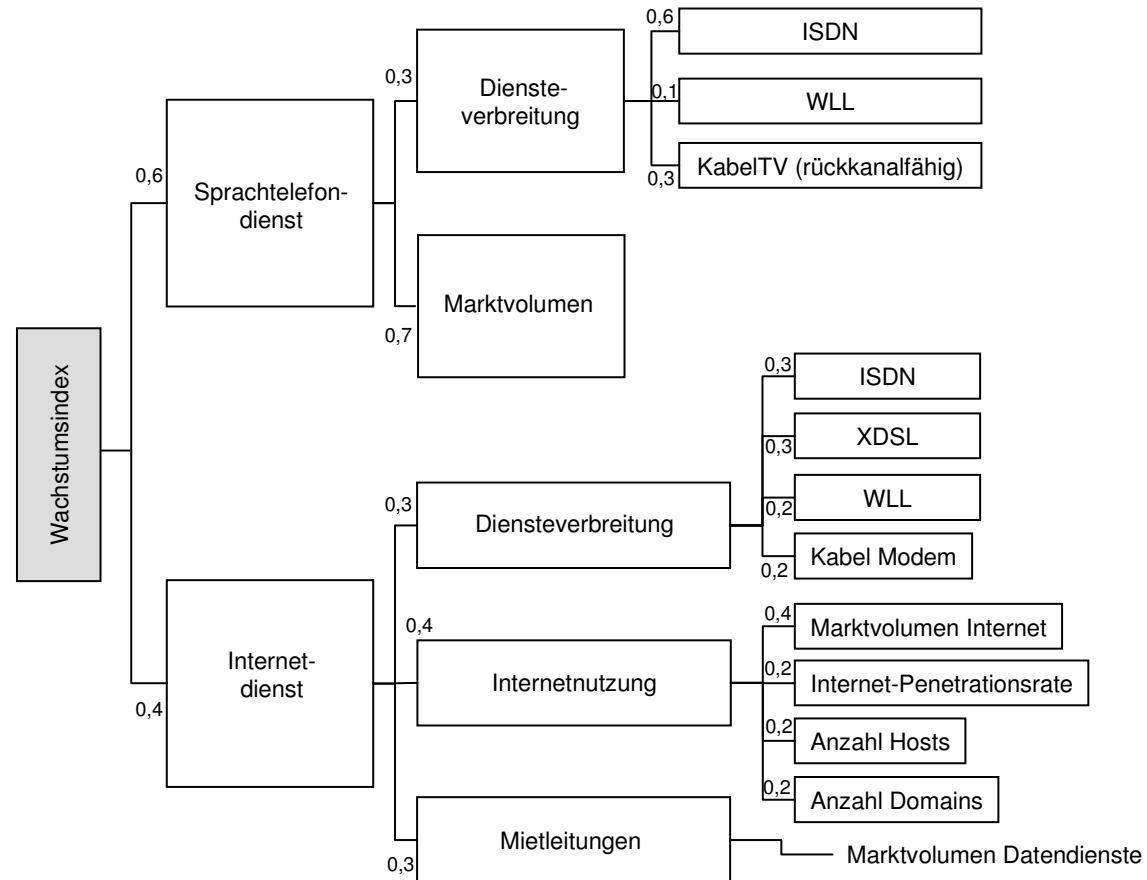 Wachstumsindex
0,6
Sprachtelefon-
dienst
0,3
Dienste-
verbreitung
0,6
ISDN
0,1
WLL
0,3
KabelTV (rückkanalfähig)
0,7
Marktvolumen
0,4
Internet-
dienst
0,3
Diensteverbreitung
0,3
ISDN
0,3
XDSL
0,2
WLL
0,2
Kabel Modem
0,4
Internetnutzung
0,4
Marktvolumen Internet
0,2
Internet-Penetrationsrate
0,2
Anzahl Hosts
0,2
Anzahl Domains
0,3
Mietleitungen
Marktvolumen Datendienste